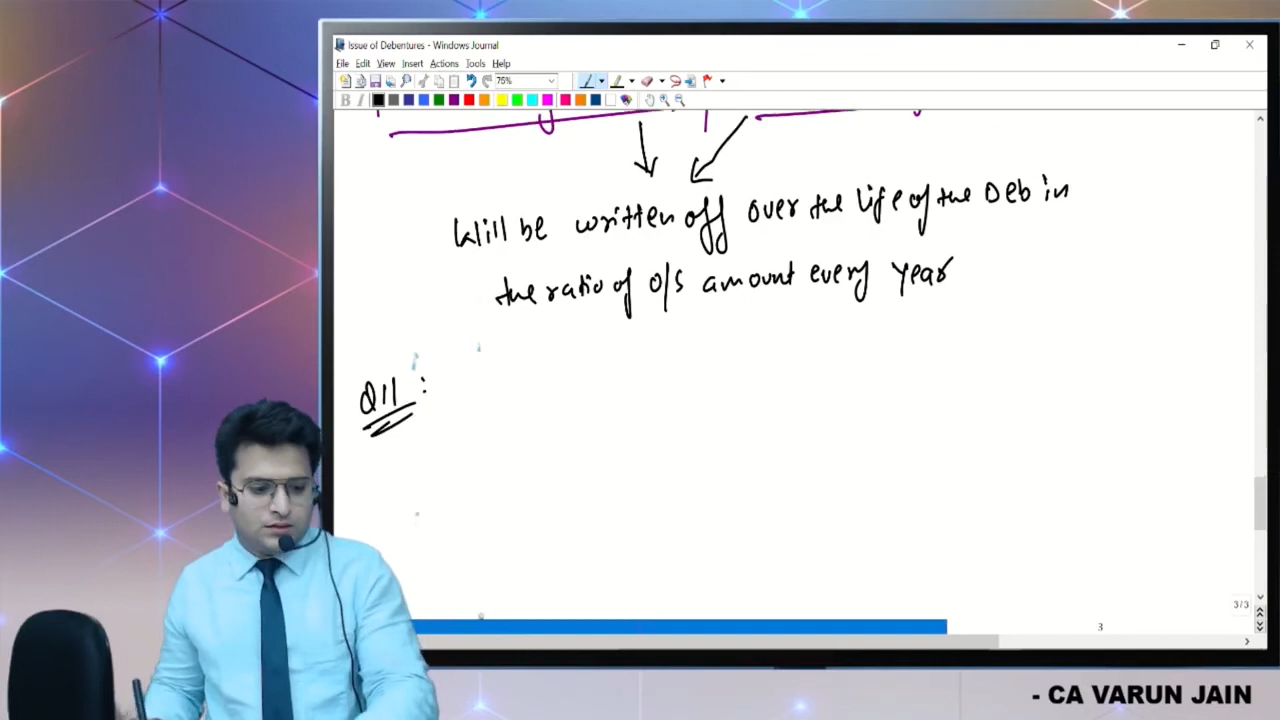 Issue of Debentures - Windows Journal
File Edit View Insert Actions Tools Help
75%
B I
Will be written off over the life of the Deb in
the ratio of O/S amount every year
Q11 :
3/3
3
- CA VARUN JAIN